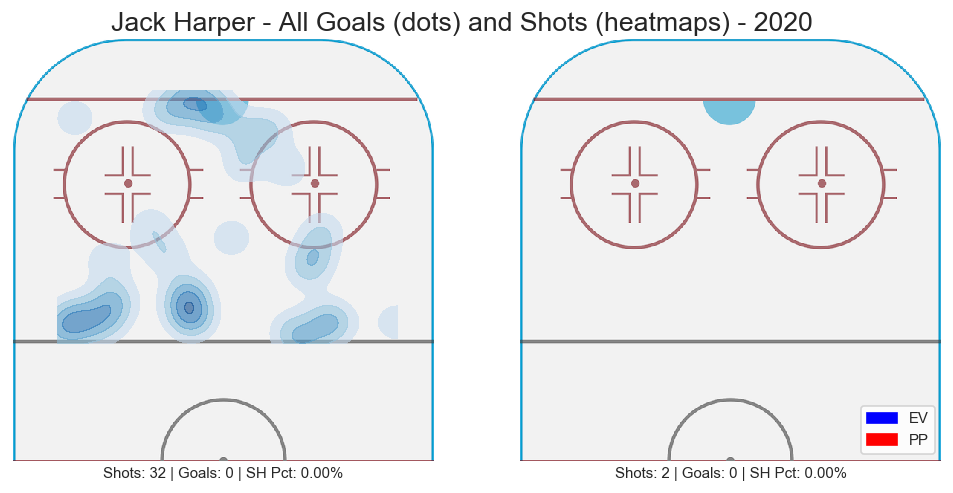 Jack Harper - All Goals (dots) and Shots (heatmaps) - 2020
EV
PP
Shots: 32 | Goals: 0 | SH Pct: 0.00%
Shots: 2 | Goals: 0 | SH Pct: 0.00%